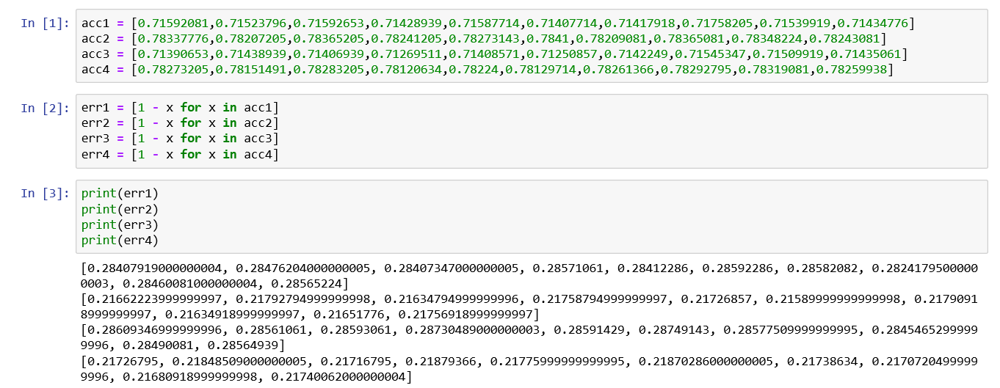 In [1]: acc1 = [0.71592081,0.71523796,0.71592653,0.71428939,0.71587714,0.71407714,0.71417918,0.71758205,0.71539919,0.71434776]
acc2 = [0.78337776,0.78207205,0.78365205,0.78241205,0.78273143,0.7841,0.78209081,0.78365081,0.78348224,0.78243081]
acc3 = [0.71390653,0.71438939,0.71406939,0.71269511,0.71408571,0.71250857,0.7142249,0.71545347,0.71509919,0.71435061]
acc4 = [0.78273205,0.78151491,0.78283205,0.78120634,0.78224,0.78129714,0.78261366,0.78292795,0.78319081,0.78259938]
In [2]: err1 = [1 - x for x in acc1]
err2 = [1 - x for x in acc2]
err3 = [1 - x for x in acc3]
err4 = [1 - x for x in acc4]
In [3]: print(err1)
print(err2)
print(err3)
print(err4)
[0.28407919000000004, 0.28476204000000005, 0.28407347000000005, 0.28571061, 0.28412286, 0.28592286, 0.28582082, 0.2824179500000
0003, 0.28460081000000004, 0.28565224]
[0.21662223999999997, 0.21792794999999998, 0.21634794999999996, 0.21758794999999997, 0.21726857, 0.21589999999999998, 0.2179091
8999999997, 0.21634918999999997, 0.21651776, 0.21756918999999997]
[0.28609346999999996, 0.28561061, 0.28593061, 0.28730489000000003, 0.28591429, 0.28749143, 0.28577509999999995, 0.2845465299999
9996, 0.28490081, 0.28564939]
[0.21726795, 0.21848509000000005, 0.21716795, 0.21879366, 0.21775999999999995, 0.21870286000000005, 0.21738634, 0.2170720499999
9996, 0.21680918999999998, 0.21740062000000004]